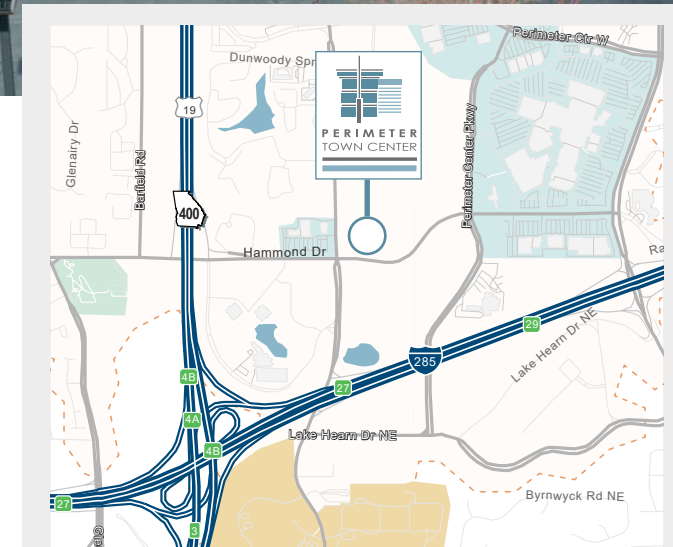 Perimeter Ctr W
Dunwoody Spr
19
Glenairy Dr
Barfield Rd
PERIMETER
TOWN CENTER
Perimeter Center Pkwy
400
Hammond Dr
Ra
29
Lake Hearn Dr NE
285
4B
27
4A
Lake Hearn Dr NE
4B
27
Byrnwyck Rd NE
3